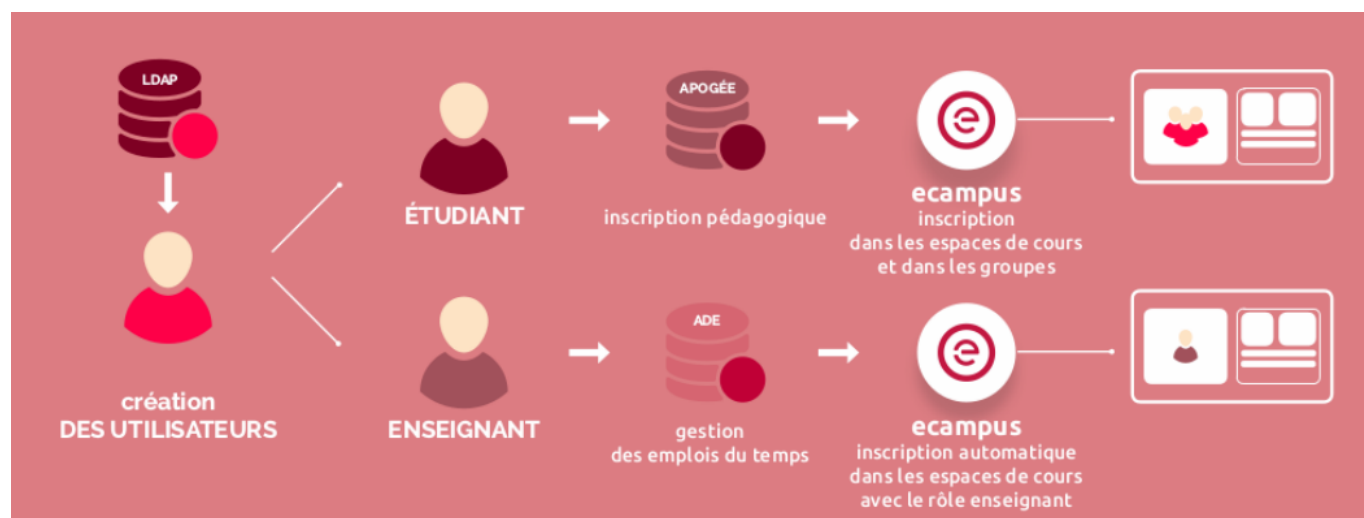 LDAP
création
DES UTILISATEURS
ÉTUDIANT
APOGÉE
inscription pédagogique
ecampus
inscription
dans les espaces de cours
et dans les groupes
ENSEIGNANT
ADE
gestion
des emplois du temps
ecampus
inscription automatique
dans les espaces de cours
avec le rôle enseignant